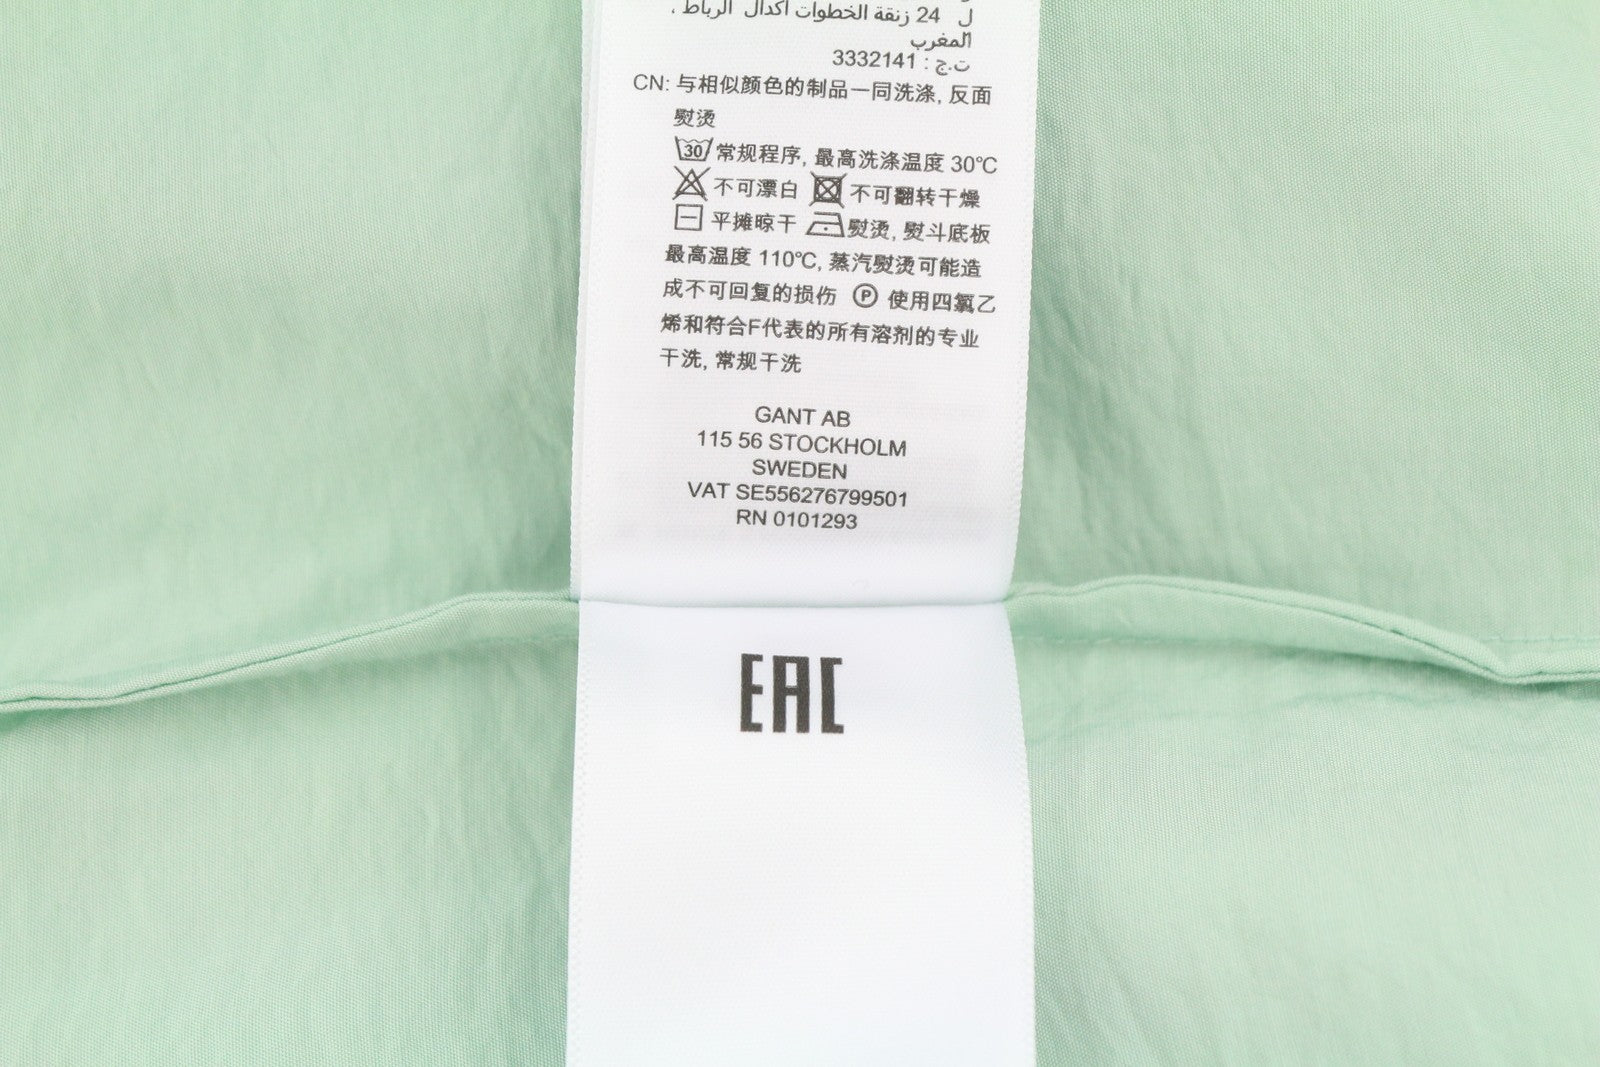 ل 24 زنقة الخطوات اكدال الرباط ،
المغرب
ت.ج : 3332141
CN: 与相似颜色的制品一同洗涤, 反面
熨烫
30 常规程序, 最高洗涤温度 30℃
不可漂白 不可翻转干燥
平摊晾干 熨烫, 熨斗底板
最高温度 110℃, 蒸汽熨烫可能造
成不可回复的损伤 P 使用四氯乙
烯和符合F代表的所有溶剂的专业
干洗, 常规干洗
GANT AB
115 56 STOCKHOLM
SWEDEN
VAT SE556276799501
RN 0101293
EAC